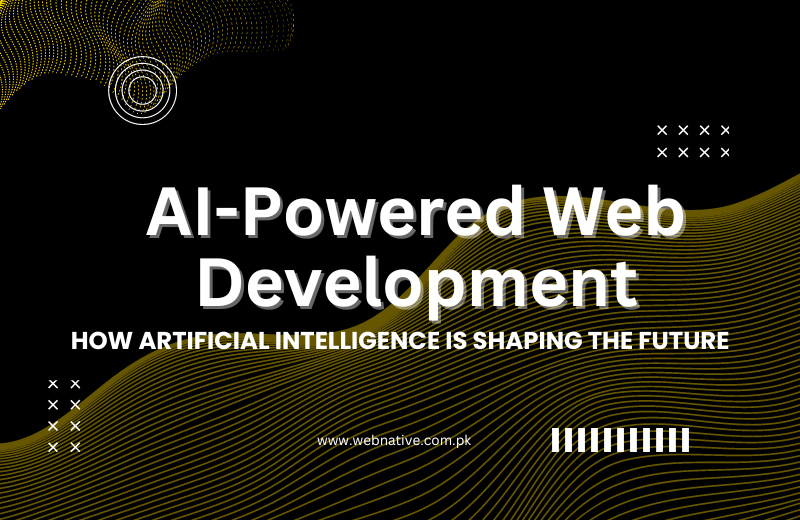 AI-Powered Web
Development
HOW ARTIFICIAL INTELLIGENCE IS SHAPING THE FUTURE
www.webnative.com.pk